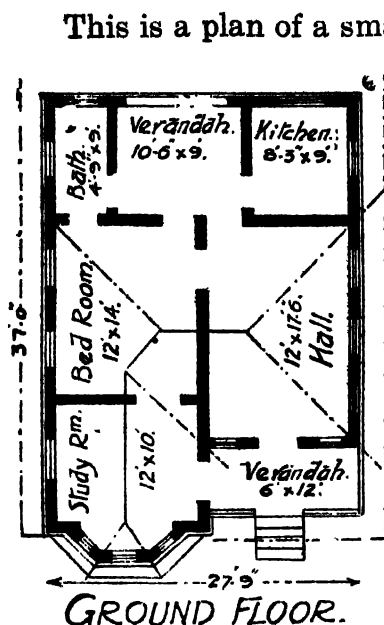 This is a plan of a sma
Verandah.
10'-6" x 9'.
Kitchen.
8'-3" x 9'.
Bath.
4'-9" x 9'.
Bed Room.
12' x 14'.
12' x 17'.6.
Hall.
37'.0"
Study Rm.
12' x 10'.
Verandah.
6' x 12'.
27'9"
GROUND FLOOR.